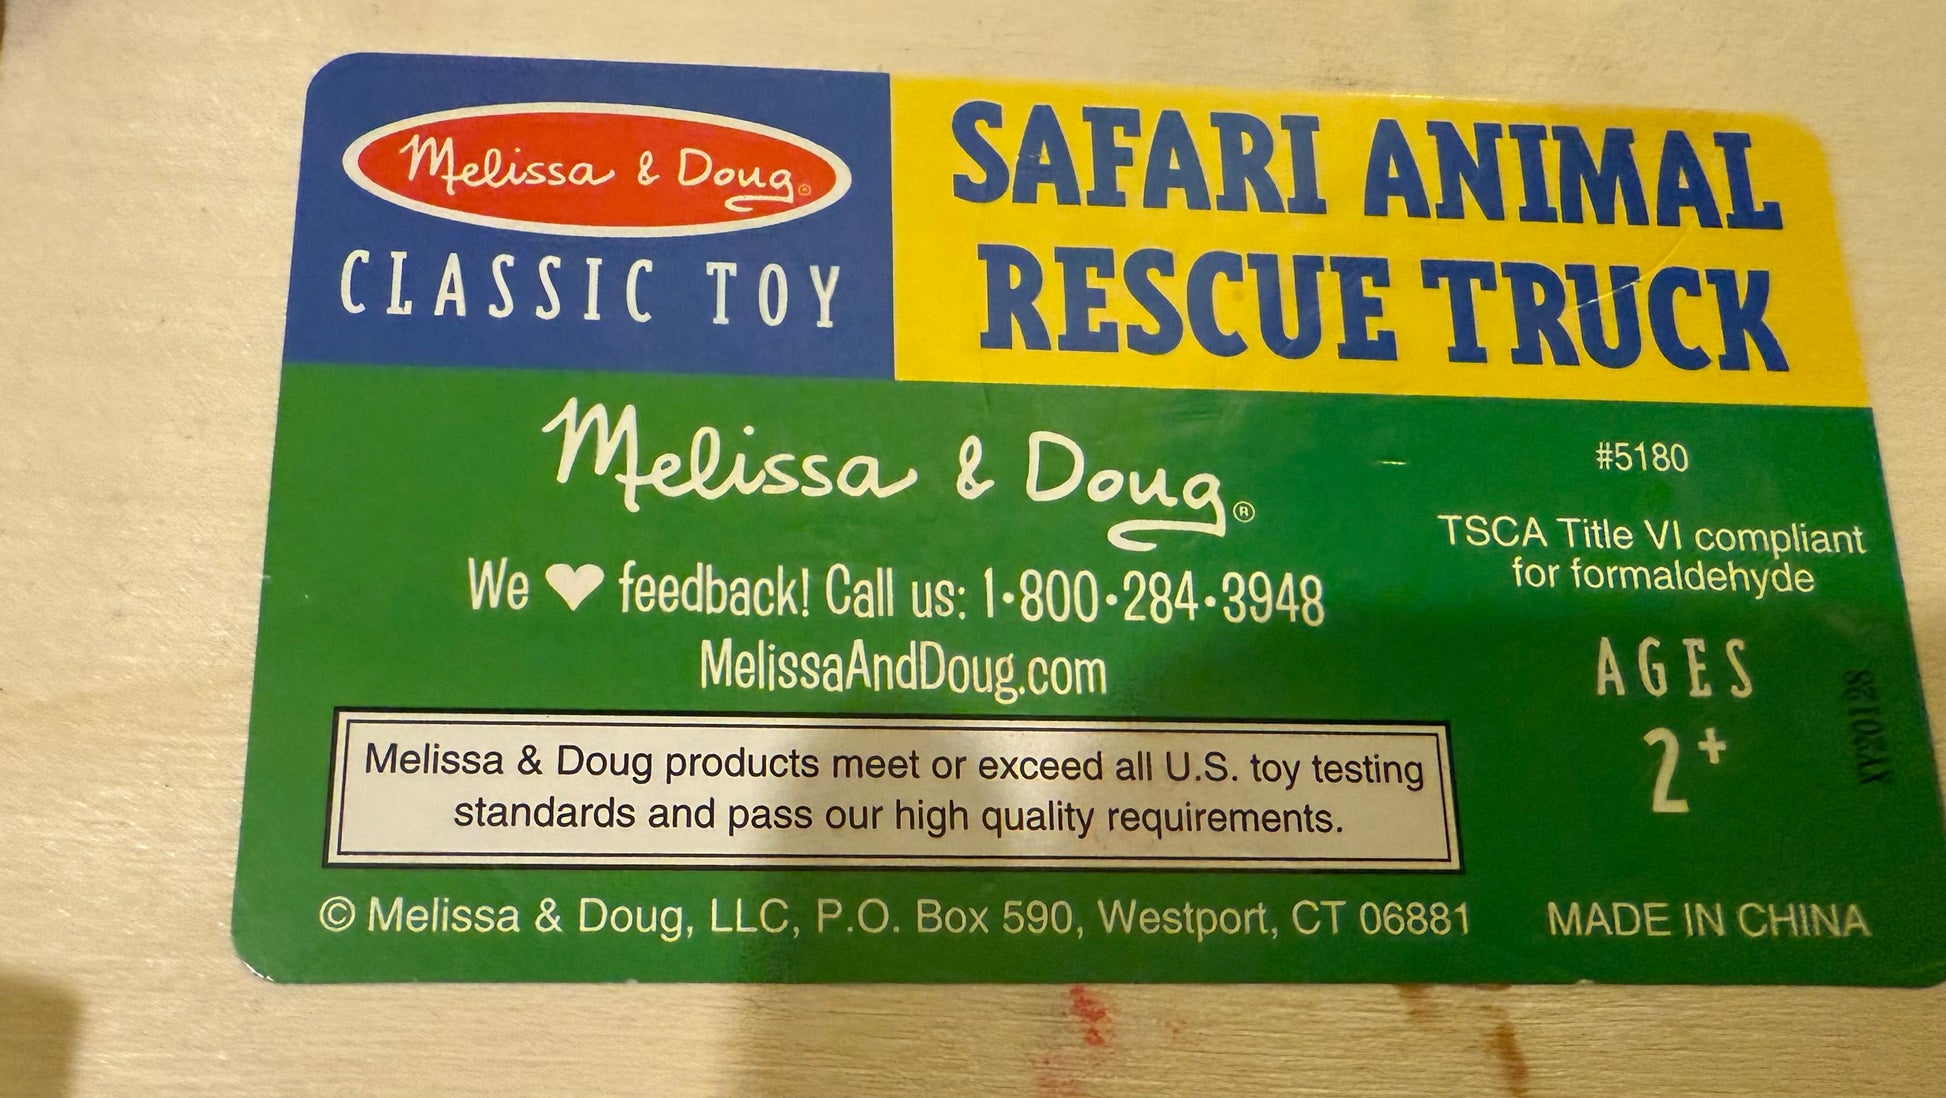 Melissa & Doug®
CLASSIC TOY
SAFARI ANIMAL
RESCUE TRUCK
Melissa & Doug®
We ♥ feedback! Call us: 1•800•284•3948
MelissaAndDoug.com
Melissa & Doug products meet or exceed all U.S. toy testing
standards and pass our high quality requirements.
© Melissa & Doug, LLC, P.O. Box 590, Westport, CT 06881
#5180
TSCA Title VI compliant
for formaldehyde
AGES
2+
MADE IN CHINA